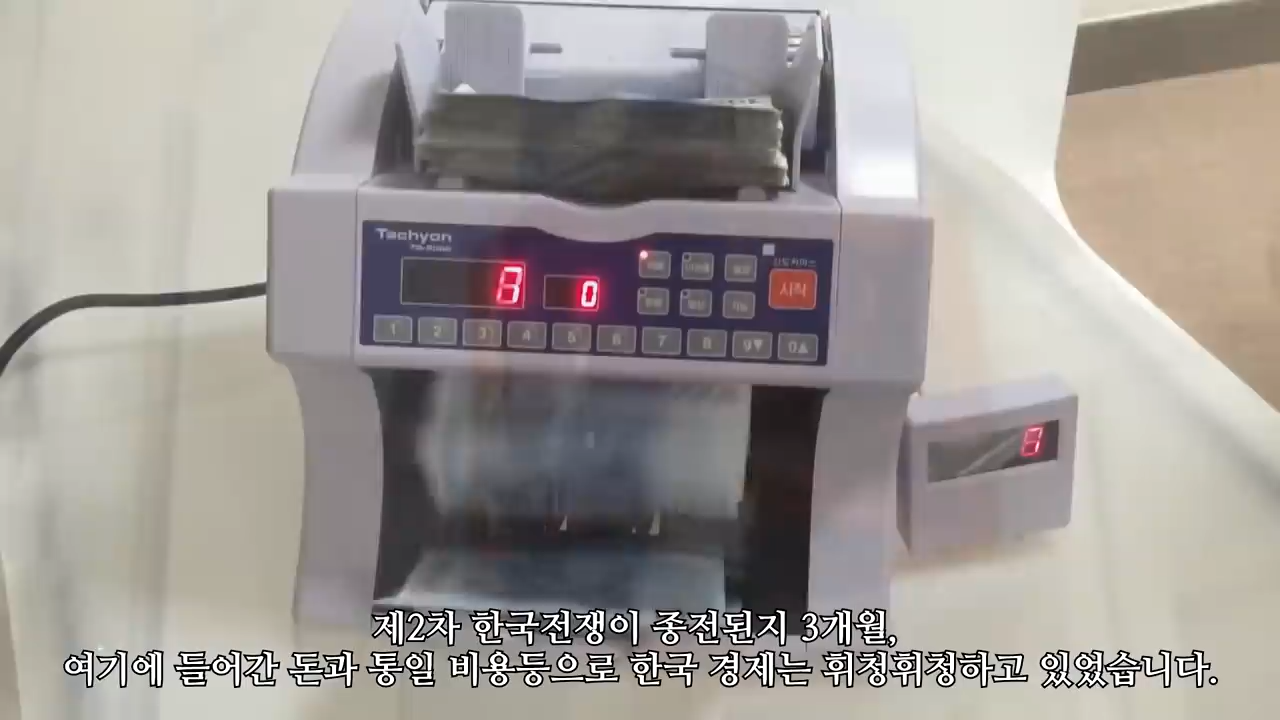 Tachyon
8 0
시작
1 2 3 4 5 6 7 8 9▼ 0▲
제2차 한국전쟁이 종전된지 3개월,
여기에 들어간 돈과 통일 비용등으로 한국 경제는 휘청휘청하고 있었습니다.